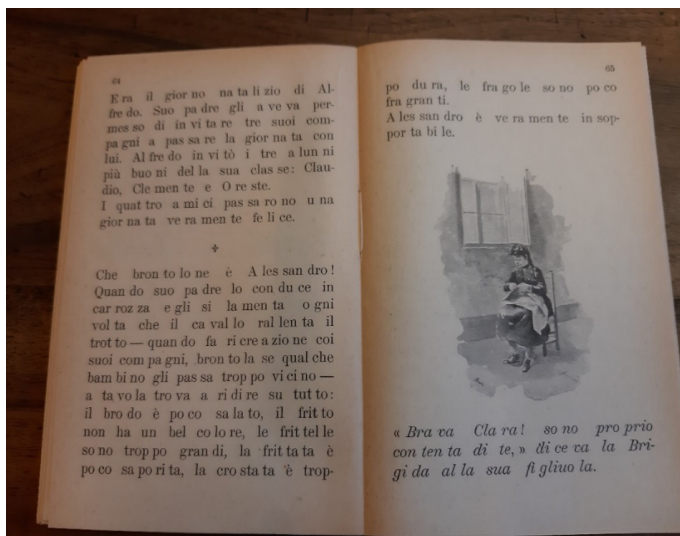 64
E ra il gior no na ta li zio di Al-
fre do. Suo pa dre gli a ve va per-
mes so di in vi ta re tre suoi com-
pa gni a pas sa re la gior na ta con
lui. Al fre do in vi tò i tre a lun ni
più buo ni del la sua clas se: Clau-
dio, Cle men te e O re ste.
I quat tro a mi ci pas sa ro no u na
gior na ta ve ra men te fe li ce.
Che bron to lo ne è A les san dro!
Quan do suo pa dre lo con du ce in
car roz za e gli si la men ta o gni
vol ta che il ca val lo ral len ta il
trot to — quan do fa ri cre a zio ne coi
suoi com pa gni, bron to la se qual che
bam bi no gli pas sa trop po vi ci no —
a ta vo la tro va a ri di re su tut to:
il bro do è po co sa la to, il frit to
non ha un bel co lo re, le frit tel le
so no trop po gran di, la frit ta ta è
po co sa po ri ta, la cro sta ta è trop-
65
po du ra, le fra go le so no po co
fra gran ti.
A les san dro è ve ra men te in sop-
por ta bi le.
« Bra va Cla ra! so no pro prio
con ten ta di te, » di ce va la Bri-
gi da al la sua fi gliuo la.